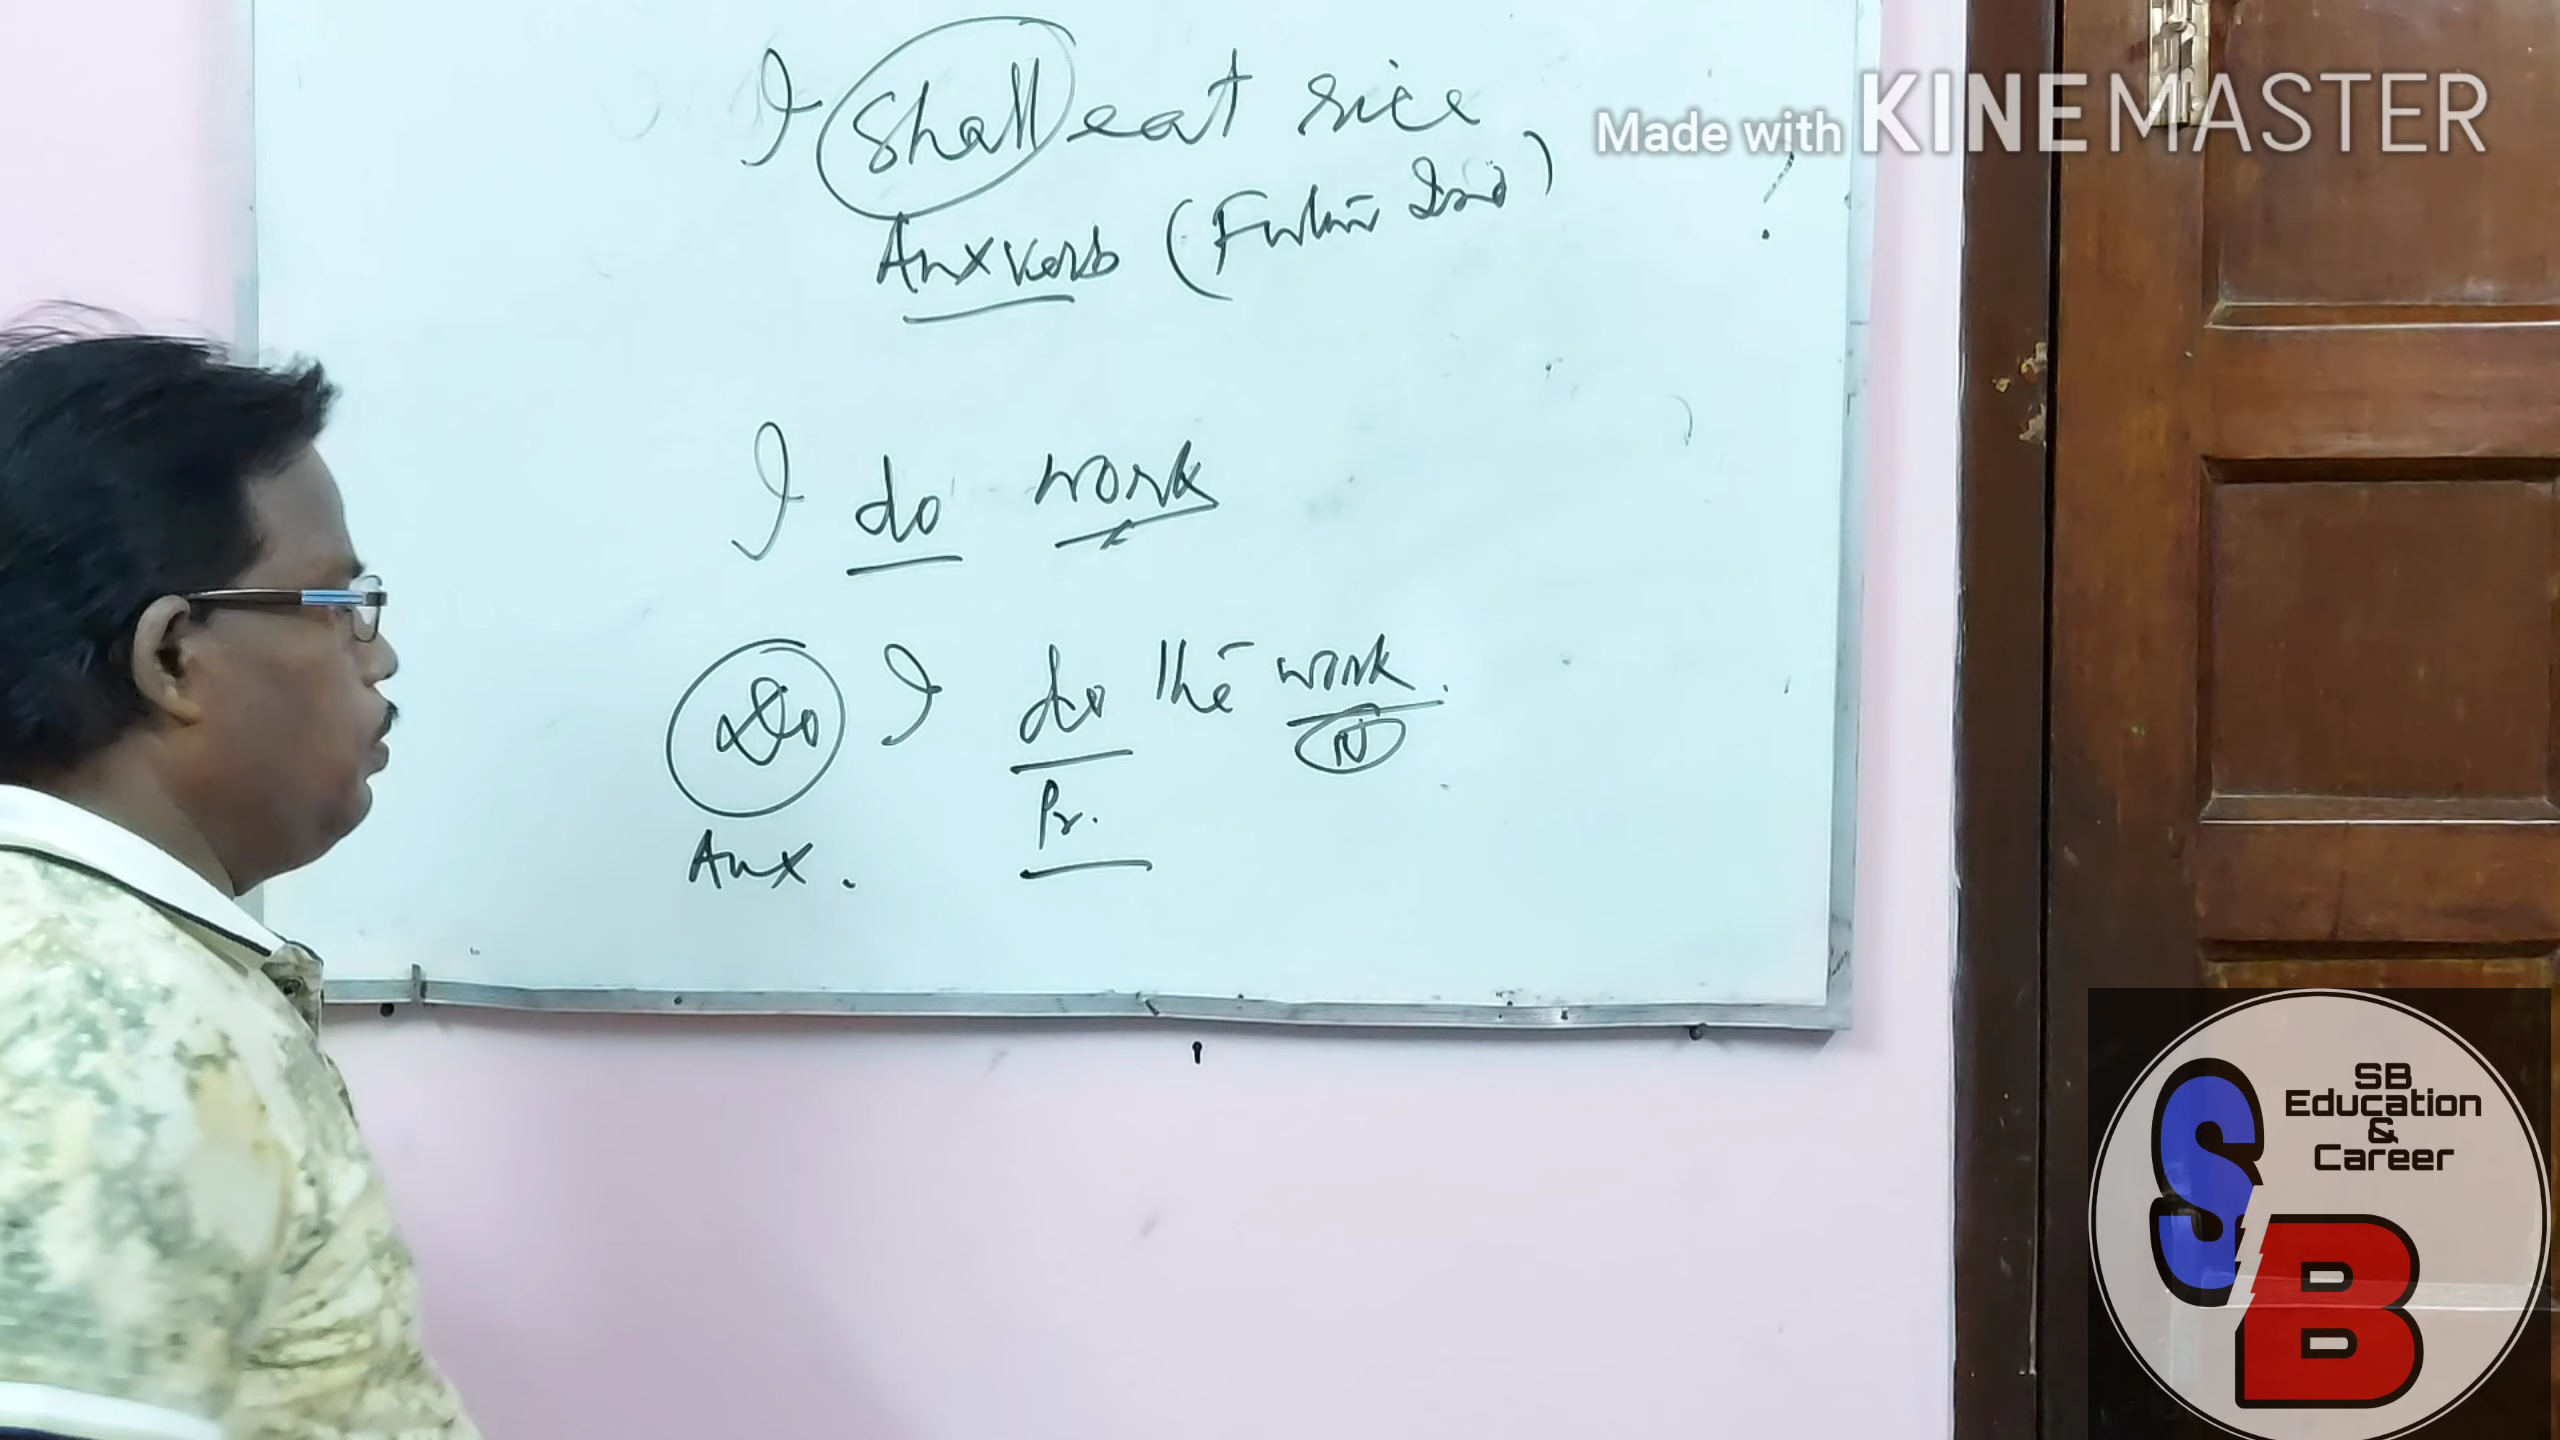 I shall eat rice
Made with KINEMASTER
Aux verb (Future
?
I do work
Do I do the work.
N
Pr.
Aux.
SB
Education
&
Career
SB